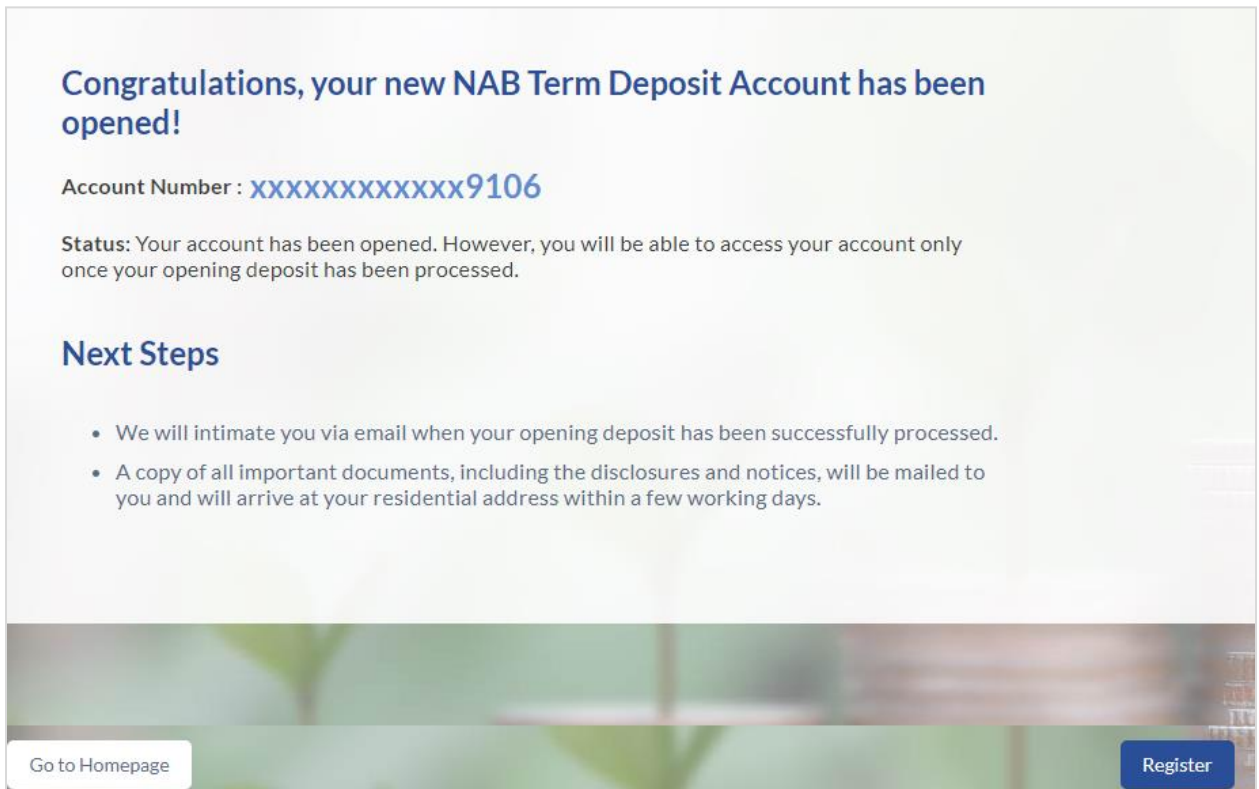 Congratulations, your new NAB Term Deposit Account has been
opened!
Account Number : xxxxxxxxxxxx9106
Status: Your account has been opened. However, you will be able to access your account only
once your opening deposit has been processed.
Next Steps
• We will intimate you via email when your opening deposit has been successfully processed.
• A copy of all important documents, including the disclosures and notices, will be mailed to
you and will arrive at your residential address within a few working days.
Go to Homepage
Register